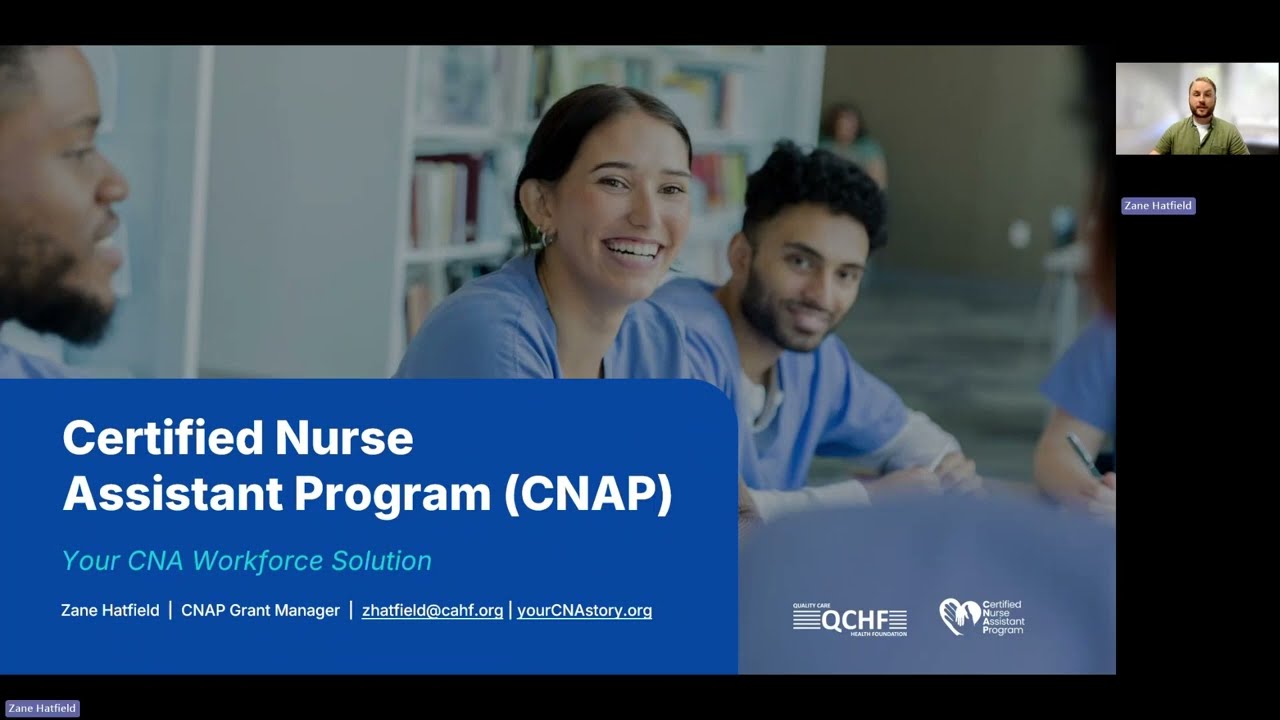 Zane Hatfield
Certified Nurse
Assistant Program (CNAP)
Your CNA Workforce Solution
Zane Hatfield | CNAP Grant Manager | zhatfield@cahf.org | yourCNAstory.org
QUALITY CARE
QCHF
HEALTH FOUNDATION
Certified
Nurse
Assistant
Program
Zane Hatfield